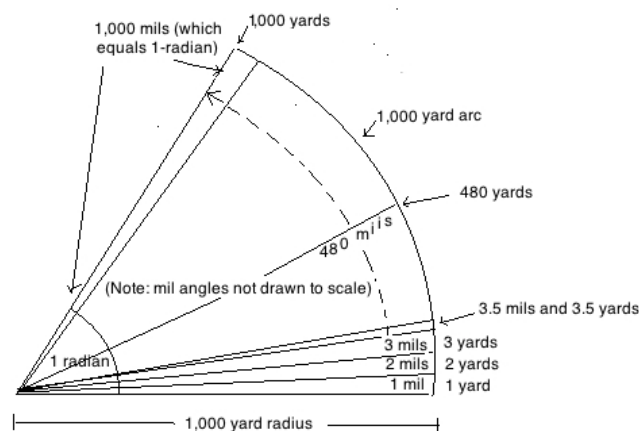 1,000 mils (which
equals 1-radian)
1,000 yards
1,000 yard arc
480 yards
480 mils
(Note: mil angles not drawn to scale)
3.5 mils and 3.5 yards
3 mils
3 yards
1 radian
2 mils
2 yards
1 mil
1 yard
1,000 yard radius